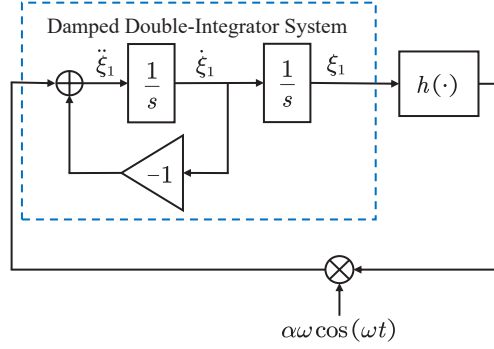 Damped Double-Integrator System
ξ̈₁ 1/s ξ̇₁ 1/s ξ₁ h(·)
−1
αω cos(ωt)